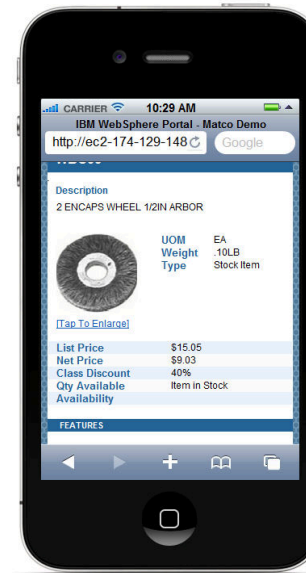 CARRIER 10:29 AM
IBM WebSphere Portal - Matco Demo
http://ec2-174-129-148 Google
Description
2 ENCAPS WHEEL 1/2IN ARBOR
UOM EA
Weight .10LB
Type Stock Item
[Tap To Enlarge]
List Price $15.05
Net Price $9.03
Class Discount 40%
Qty Available Item in Stock
Availability
FEATURES